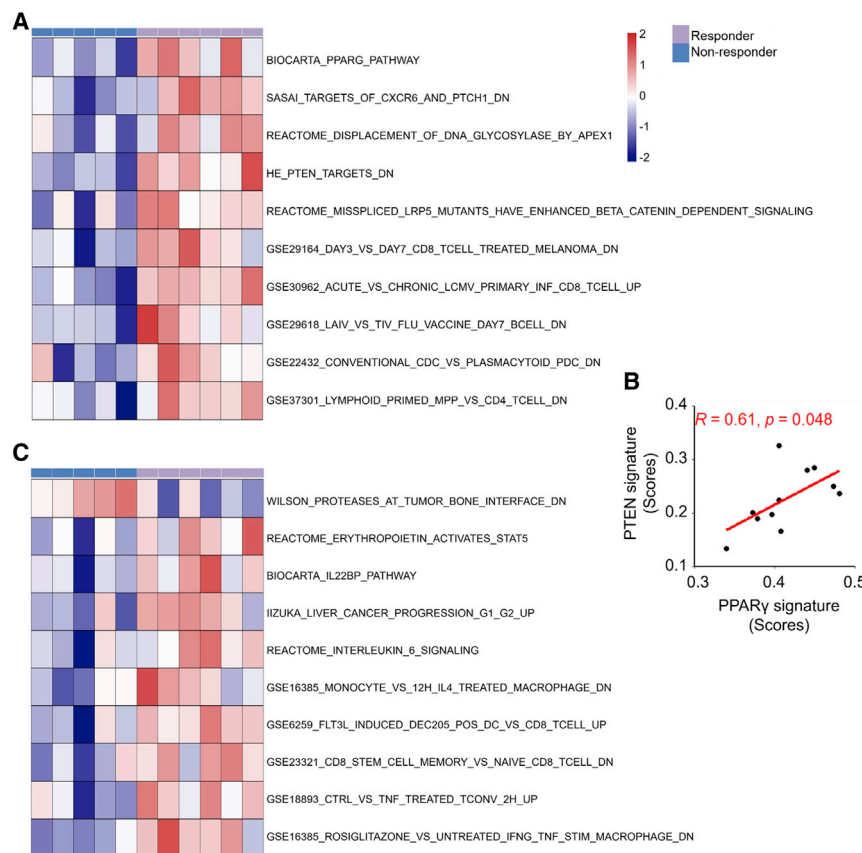 A
Responder
Non-responder
2
1
0
-1
-2
BIOCARTA_PPARG_PATHWAY
SASAI_TARGETS_OF_CXCR6_AND_PTCH1_DN
REACTOME_DISPLACEMENT_OF_DNA_GLYCOSYLASE_BY_APEX1
HE_PTEN_TARGETS_DN
REACTOME_MISSPLICED_LRP5_MUTANTS_HAVE_ENHANCED_BETA_CATENIN_DEPENDENT_SIGNALING
GSE29164_DAY3_VS_DAY7_CD8_TCELL_TREATED_MELANOMA_DN
GSE30962_ACUTE_VS_CHRONIC_LCMV_PRIMARY_INF_CD8_TCELL_UP
GSE29618_LAIV_VS_TIV_FLU_VACCINE_DAY7_BCELL_DN
GSE22432_CONVENTIONAL_CDC_VS_PLASMACYTOID_PDC_DN
GSE37301_LYMPHOID_PRIMED_MPP_VS_CD4_TCELL_DN
B
R = 0.61, p = 0.048
PTEN signature
(Scores)
0.4
0.3
0.2
0.1
0.3
0.4
0.5
PPARγ signature
(Scores)
C
WILSON_PROTEASES_AT_TUMOR_BONE_INTERFACE_DN
REACTOME_ERYTHROPOIETIN_ACTIVATES_STAT5
BIOCARTA_IL22BP_PATHWAY
IIZUKA_LIVER_CANCER_PROGRESSION_G1_G2_UP
REACTOME_INTERLEUKIN_6_SIGNALING
GSE16385_MONOCYTE_VS_12H_IL4_TREATED_MACROPHAGE_DN
GSE6259_FLT3L_INDUCED_DEC205_POS_DC_VS_CD8_TCELL_UP
GSE23321_CD8_STEM_CELL_MEMORY_VS_NAIVE_CD8_TCELL_DN
GSE18893_CTRL_VS_TNF_TREATED_TCONV_2H_UP
GSE16385_ROSIGLITAZONE_VS_UNTREATED_IFNG_TNF_STIM_MACROPHAGE_DN